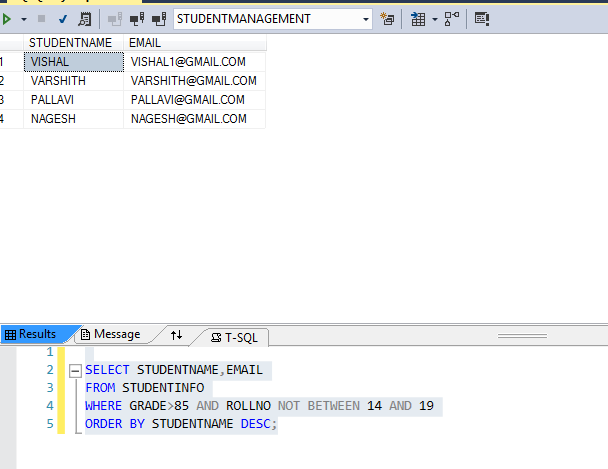 STUDENTMANAGEMENT
STUDENTNAME EMAIL
1 VISHAL VISHAL1@GMAIL.COM
2 VARSHITH VARSHITH@GMAIL.COM
3 PALLAVI PALLAVI@GMAIL.COM
4 NAGESH NAGESH@GMAIL.COM
Results Message T-SQL
1
2 SELECT STUDENTNAME,EMAIL
3 FROM STUDENTINFO
4 WHERE GRADE>85 AND ROLLNO NOT BETWEEN 14 AND 19
5 ORDER BY STUDENTNAME DESC;